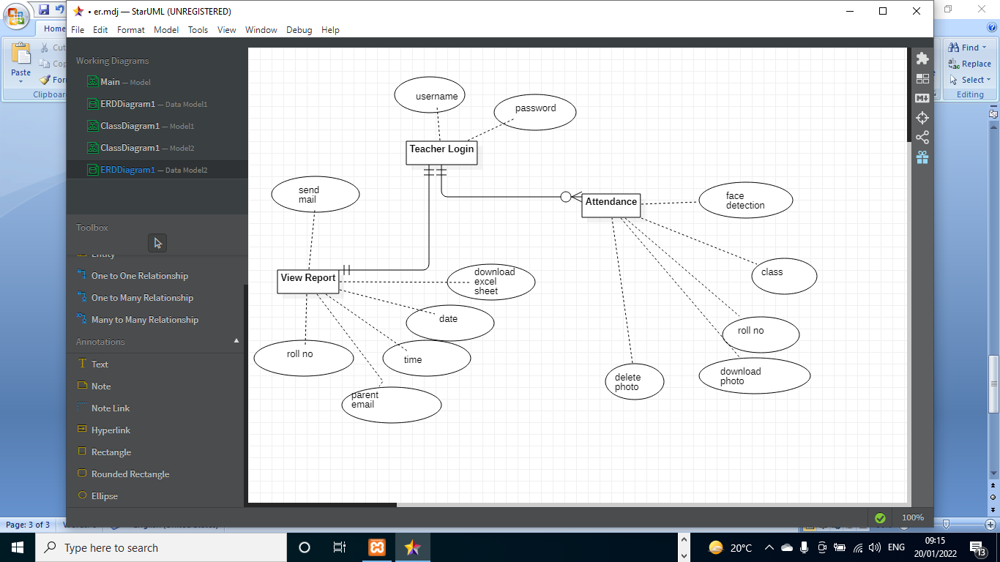 • er.mdj — StarUML (UNREGISTERED)
File Edit Format Model Tools View Window Debug Help
Home
Cut
Cop
Paste
For
Clipboar
Find
Replace
Select
Editing
Working Diagrams
Main — Model
ERDDiagram1 — Data Model1
ClassDiagram1 — Model1
ClassDiagram1 — Model2
ERDDiagram1 — Data Model2
Toolbox
Entity
One to One Relationship
One to Many Relationship
Many to Many Relationship
Annotations
Text
Note
Note Link
Hyperlink
Rectangle
Rounded Rectangle
Ellipse
username
password
Teacher Login
send
mail
Attendance
face
detection
View Report
download
excel
sheet
class
date
roll no
roll no
time
download
photo
delete
photo
parent
email
100%
Page: 3 of 3
Type here to search
20°C
ENG
09:15
20/01/2022
13